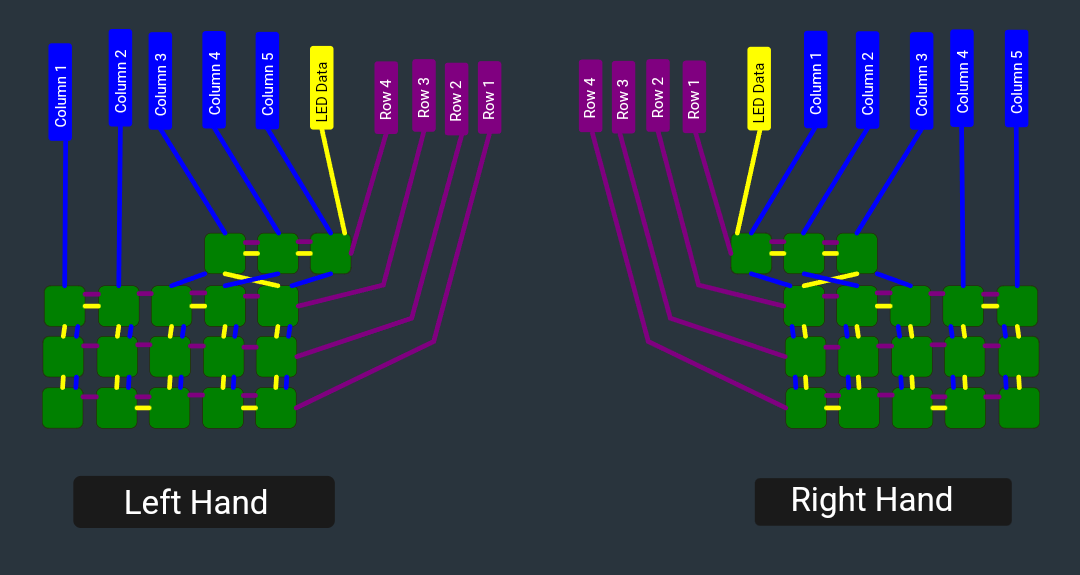 Column 1
Column 2
Column 3
Column 4
Column 5
LED Data
Row 4
Row 3
Row 2
Row 1
Row 4
Row 3
Row 2
Row 1
LED Data
Column 1
Column 2
Column 3
Column 4
Column 5
Left Hand
Right Hand